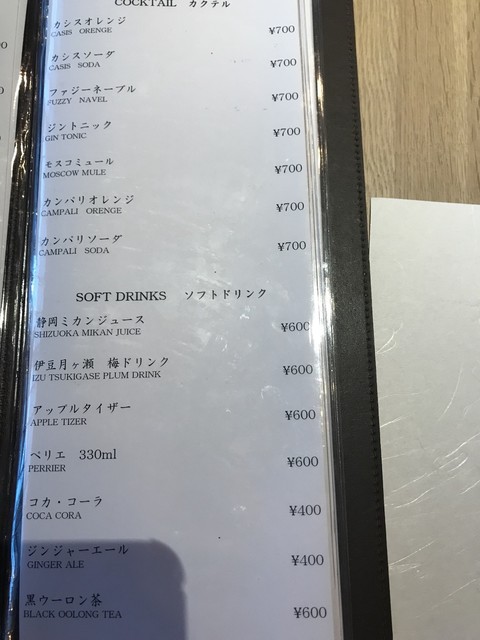 COCKTAIL カクテル
カシスオレンジ
CASIS ORENGE ¥700
カシスソーダ
CASIS SODA ¥700
ファジーネーブル
FUZZY NAVEL ¥700
ジントニック
GIN TONIC ¥700
モスコミュール
MOSCOW MULE ¥700
カンパリオレンジ
CAMPALI ORENGE ¥700
カンパリソーダ
CAMPALI SODA ¥700
SOFT DRINKS ソフトドリンク
静岡ミカンジュース
SHIZUOKA MIKAN JUICE ¥600
伊豆月ヶ瀬 梅ドリンク
IZU TSUKIGASE PLUM DRINK ¥600
アップルタイザー
APPLE TIZER ¥600
ペリエ 330ml
PERRIER ¥600
コカ・コーラ
COCA CORA ¥400
ジンジャーエール
GINGER ALE ¥400
黒ウーロン茶
BLACK OOLONG TEA ¥600